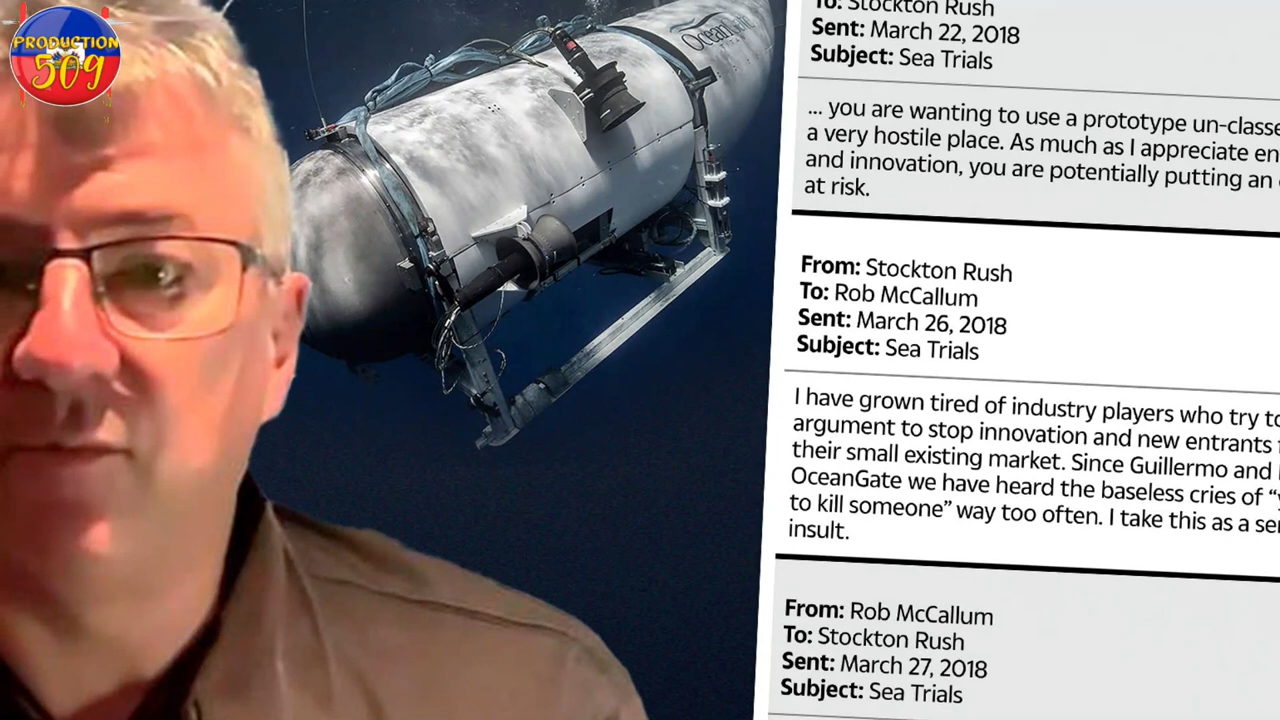 PRODUCTION
509
OceanGate
To: Stockton Rush
Sent: March 22, 2018
Subject: Sea Trials
... you are wanting to use a prototype un-classe
a very hostile place. As much as I appreciate en
and innovation, you are potentially putting an
at risk.
From: Stockton Rush
To: Rob McCallum
Sent: March 26, 2018
Subject: Sea Trials
I have grown tired of industry players who try to
argument to stop innovation and new entrants
their small existing market. Since Guillermo and
OceanGate we have heard the baseless cries of “
to kill someone” way too often. I take this as a se
insult.
From: Rob McCallum
To: Stockton Rush
Sent: March 27, 2018
Subject: Sea Trials